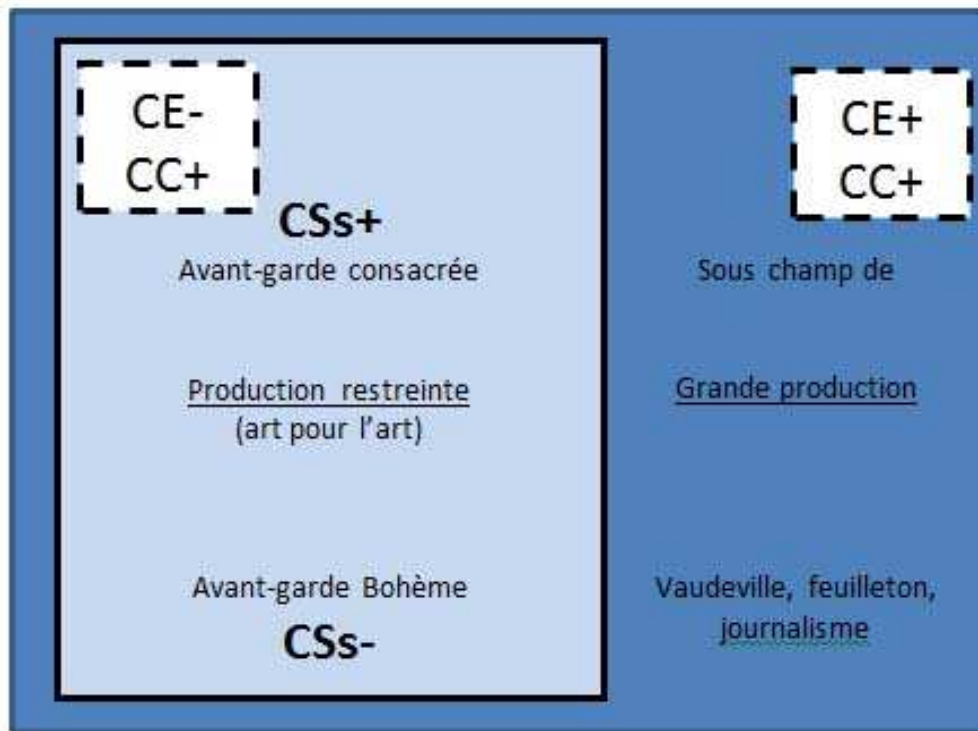 CE-
CC+
CSs+
Avant-garde consacrée
Production restreinte
(art pour l'art)
Avant-garde Bohème
CSs-
CE+
CC+
Sous champ de
Grande production
Vaudeville, feuilleton,
journalisme